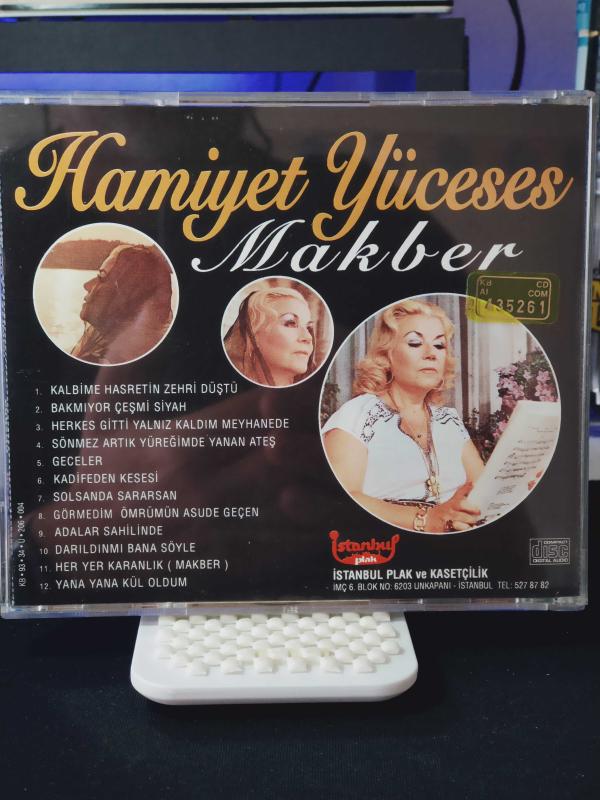 Hamiyet Yüceses
Makber
KB CD
AI COM
435261
1. KALBİME HASRETİN ZEHRİ DÜŞTÜ
2. BAKMIYOR ÇEŞMİ SİYAH
3. HERKES GİTTİ YALNIZ KALDIM MEYHANEDE
4. SÖNMEZ ARTIK YÜREĞİMDE YANAN ATEŞ
5. GECELER
6. KADİFEDEN KESESİ
7. SOLSANDA SARARSAN
8. GÖRMEDİM ÖMRÜMÜN ASUDE GEÇEN
9. ADALAR SAHİLİNDE
10 DARILDINMI BANA SÖYLE
11. HER YER KARANLIK ( MAKBER )
12. YANA YANA KÜL OLDUM
KB • 93 • 34 • Ü • 206 • 004
istanbul
plak
İSTANBUL PLAK ve KASETÇİLİK
İMÇ 6. BLOK NO: 6203 UNKAPANI - İSTANBUL TEL: 527 87 82
COMPACT
disc
DIGITAL AUDIO